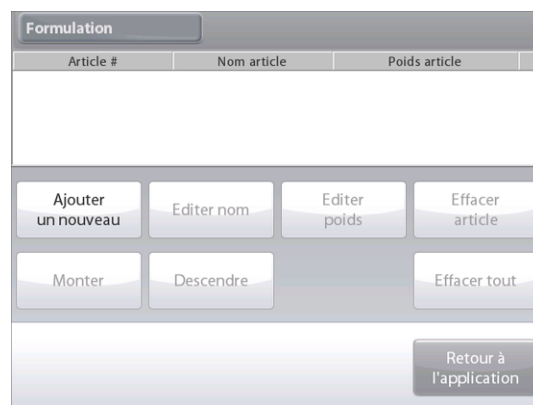 Formulation
Article # Nom article Poids article
Ajouter
un nouveau
Editer nom
Editer
poids
Effacer
article
Monter
Descendre
Effacer tout
Retour à
l'application